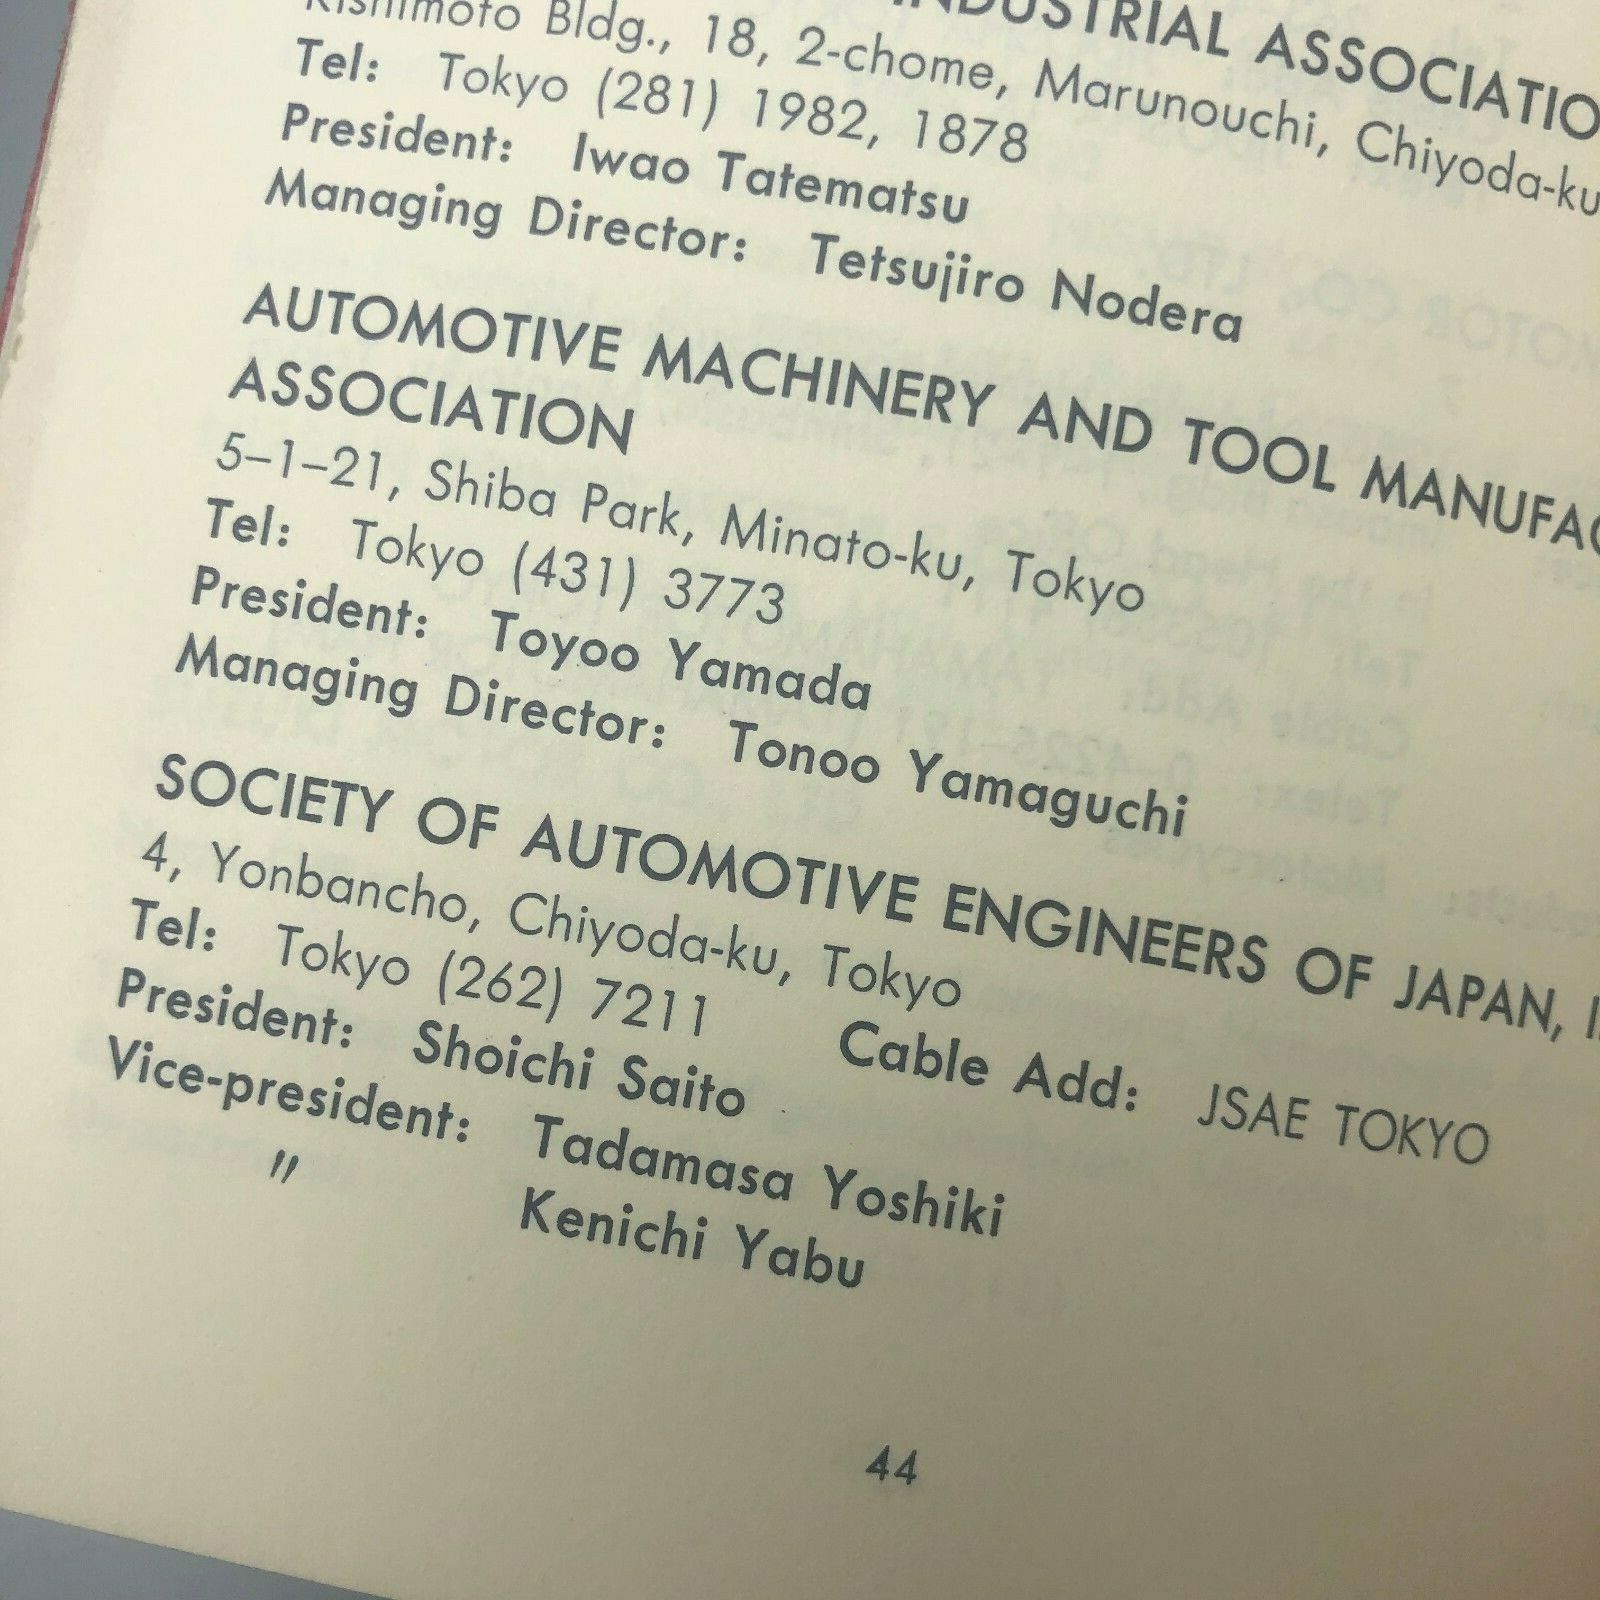 INDUSTRIAL ASSOCIATIO
Kishimoto Bldg., 18, 2-chome, Marunouchi, Chiyoda-ku
Tel: Tokyo (281) 1982, 1878
President: Iwao Tatematsu
Managing Director: Tetsujiro Nodera
AUTOMOTIVE MACHINERY AND TOOL MANUFAC
ASSOCIATION
5-1-21, Shiba Park, Minato-ku, Tokyo
Tel: Tokyo (431) 3773
President: Toyoo Yamada
Managing Director: Tonoo Yamaguchi
SOCIETY OF AUTOMOTIVE ENGINEERS OF JAPAN, I
4, Yonbancho, Chiyoda-ku, Tokyo
Tel: Tokyo (262) 7211 Cable Add: JSAE TOKYO
President: Shoichi Saito
Vice-president: Tadamasa Yoshiki
" Kenichi Yabu
44